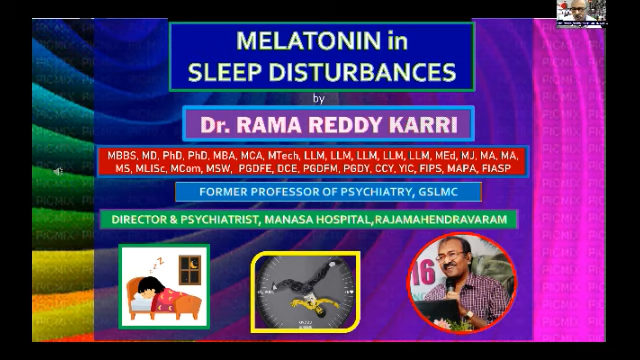 MELATONIN in
SLEEP DISTURBANCES
by
Dr. RAMA REDDY KARRI
MBBS, MD, PhD, PhD, MBA, MCA, MTech, LLM, LLM, LLM, LLM, LLM, MEd, MJ, MA, MA,
MS, MLISc, MCom, MSW, PGDFE, DCE, PGDFM, PGDY, CCY, YIC, FIPS, MAPA, FIASP
FORMER PROFESSOR OF PSYCHIATRY, GSLMC
DIRECTOR & PSYCHIATRIST, MANASA HOSPITAL,RAJAMAHENDRAVARAM
16